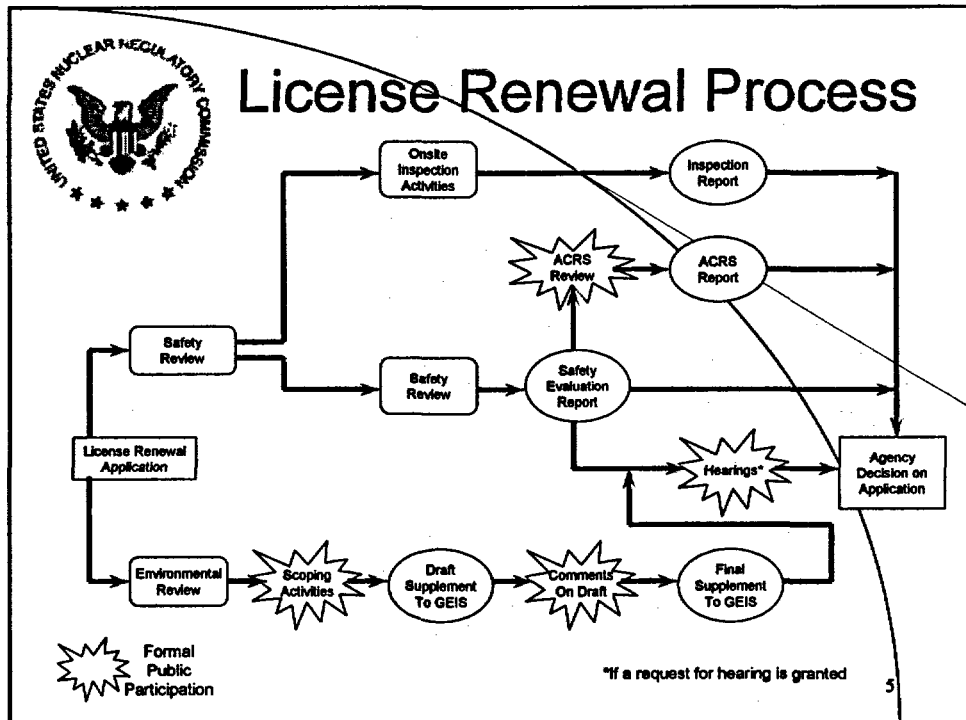 UNITED STATES NUCLEAR REGULATORY COMMISSION
License Renewal Process
Onsite
Inspection
Activities
Inspection
Report
ACRS
Review
ACRS
Report
Safety
Review
Safety
Review
Safety
Evaluation
Report
License Renewal
Application
Hearings*
Agency
Decision on
Application
Environmental
Review
Scoping
Activities
Draft
Supplement
To GEIS
Comments
On Draft
Final
Supplement
To GEIS
Formal
Public
Participation
*If a request for hearing is granted
5